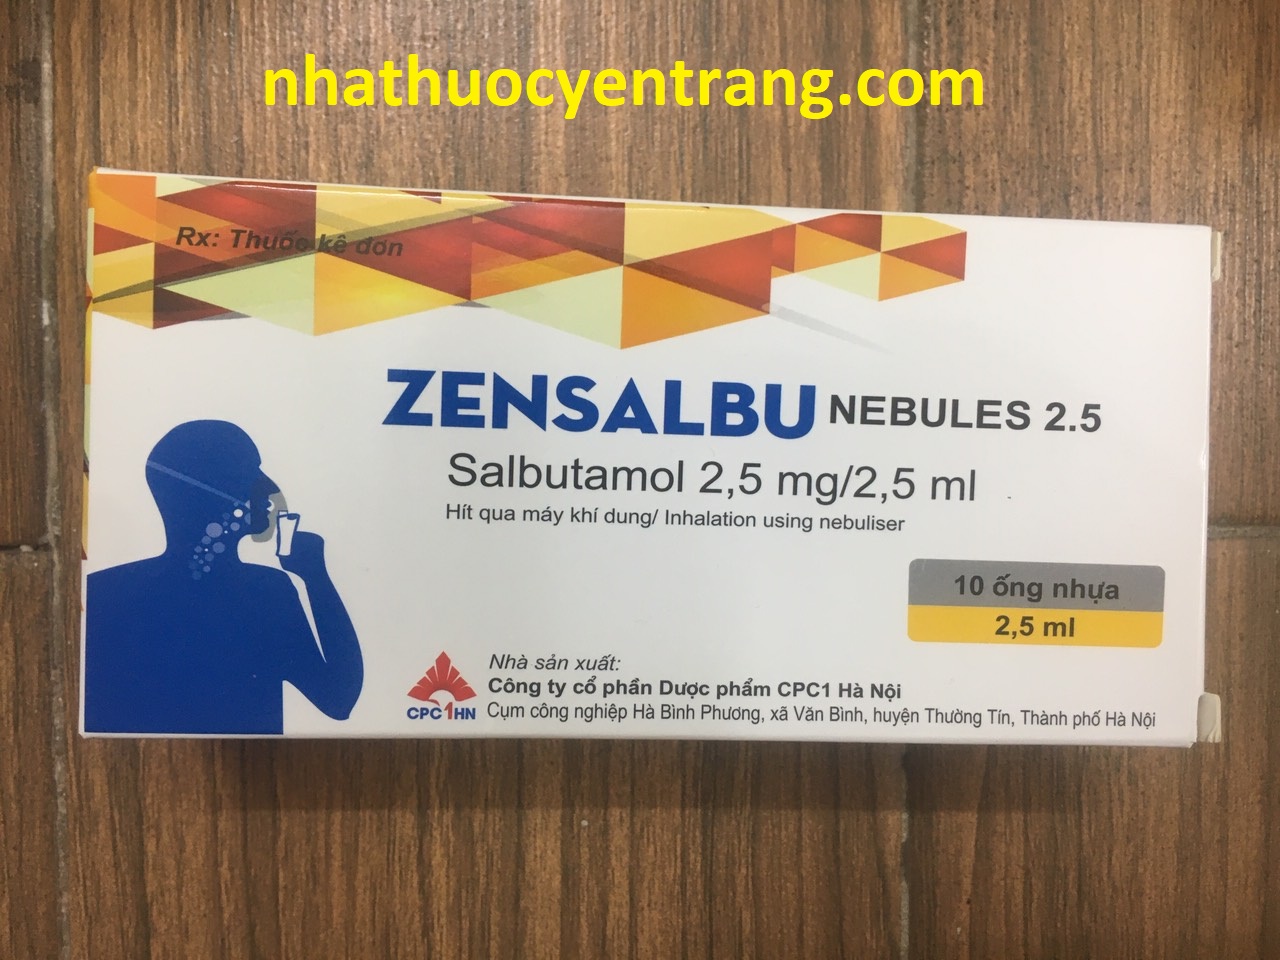 nhathuocyentrang.com
Rx: Thuốc kê đơn
ZENSALBU NEBULES 2.5
Salbutamol 2,5 mg/2,5 ml
Hít qua máy khí dung/ Inhalation using nebuliser
10 ống nhựa
2,5 ml
Nhà sản xuất:
Công ty cổ phần Dược phẩm CPC1 Hà Nội
CPC1HN
Cụm công nghiệp Hà Bình Phương, xã Văn Bình, huyện Thường Tín, Thành phố Hà Nội